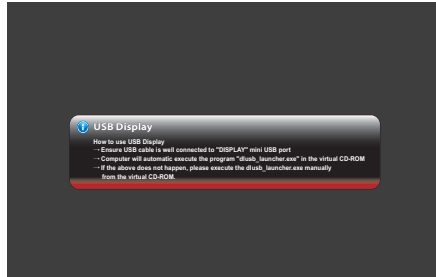 USB Display
How to use USB Display
→Ensure USB cable is well connected to "DISPLAY" mini USB port
→Computer will automatic execute the program "dlusb_launcher.exe" in the virtual CD-ROM
→If the above does not happen, please execute the dlusb_launcher.exe manually
from the virtual CD-ROM.